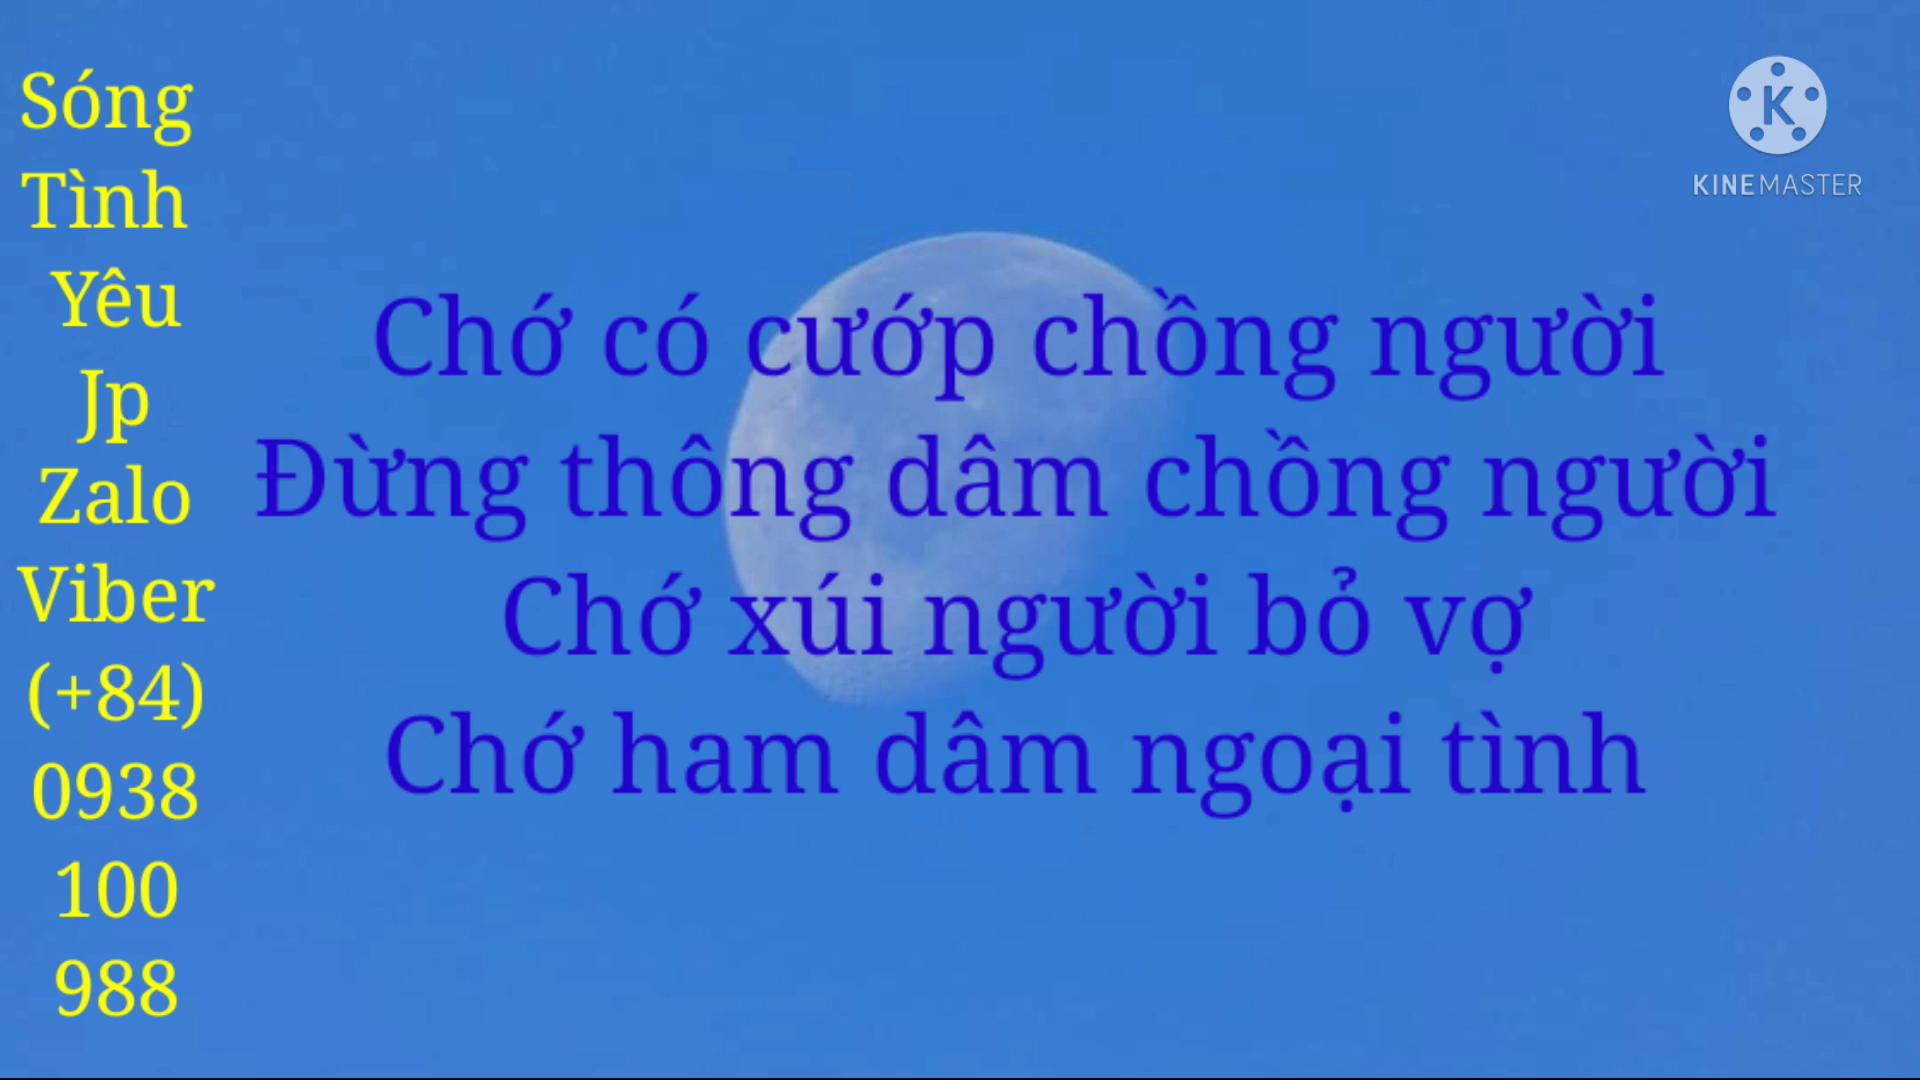 Sóng
Tình
Yêu
Jp
Zalo
Viber
(+84)
0938
100
988
Chớ có cướp chồng người
Đừng thông dâm chồng người
Chớ xúi người bỏ vợ
Chớ ham dâm ngoại tình
K
KINEMASTER